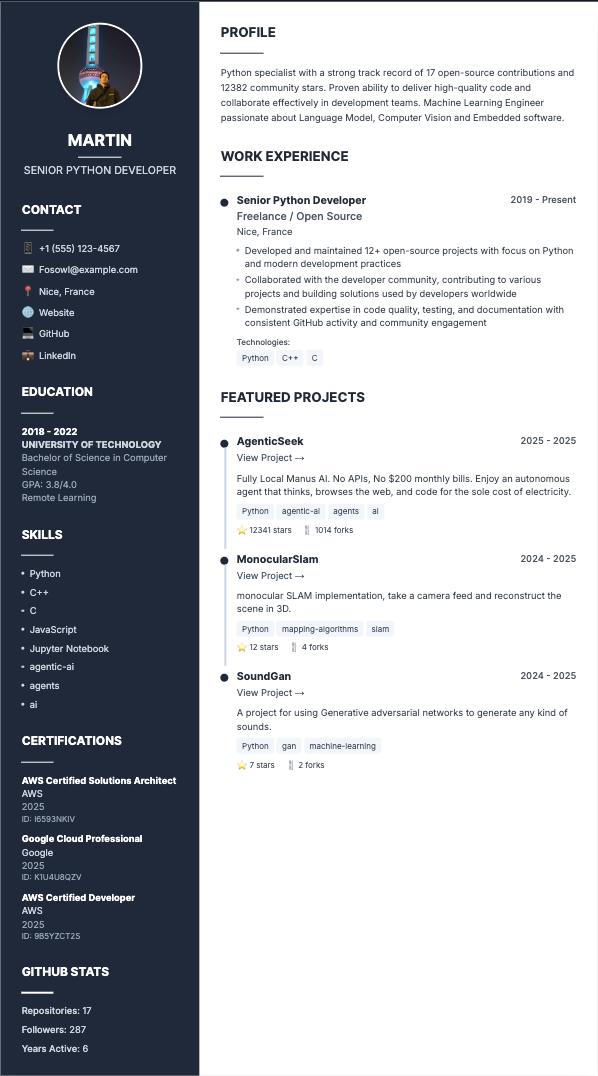 MARTIN
SENIOR PYTHON DEVELOPER
CONTACT
+1 (555) 123-4567
Fosowl@example.com
Nice, France
Website
GitHub
LinkedIn
EDUCATION
2018 - 2022
UNIVERSITY OF TECHNOLOGY
Bachelor of Science in Computer
Science
GPA: 3.8/4.0
Remote Learning
SKILLS
• Python
• C++
• C
• JavaScript
• Jupyter Notebook
• agentic-ai
• agents
• ai
CERTIFICATIONS
AWS Certified Solutions Architect
AWS
2025
ID: I6593NKIV
Google Cloud Professional
Google
2025
ID: K1U4U8QZV
AWS Certified Developer
AWS
2025
ID: 9B5YZCT2S
GITHUB STATS
Repositories: 17
Followers: 287
Years Active: 6
PROFILE
Python specialist with a strong track record of 17 open-source contributions and
12382 community stars. Proven ability to deliver high-quality code and
collaborate effectively in development teams. Machine Learning Engineer
passionate about Language Model, Computer Vision and Embedded software.
WORK EXPERIENCE
Senior Python Developer 2019 - Present
Freelance / Open Source
Nice, France
• Developed and maintained 12+ open-source projects with focus on Python
and modern development practices
• Collaborated with the developer community, contributing to various
projects and building solutions used by developers worldwide
• Demonstrated expertise in code quality, testing, and documentation with
consistent GitHub activity and community engagement
Technologies:
Python C++ C
FEATURED PROJECTS
AgenticSeek 2025 - 2025
View Project →
Fully Local Manus AI. No APIs, No $200 monthly bills. Enjoy an autonomous
agent that thinks, browses the web, and code for the sole cost of electricity.
Python agentic-ai agents ai
12341 stars 1014 forks
MonocularSlam 2024 - 2025
View Project →
monocular SLAM implementation, take a camera feed and reconstruct the
scene in 3D.
Python mapping-algorithms slam
12 stars 4 forks
SoundGan 2024 - 2025
View Project →
A project for using Generative adversarial networks to generate any kind of
sounds.
Python gan machine-learning
7 stars 2 forks